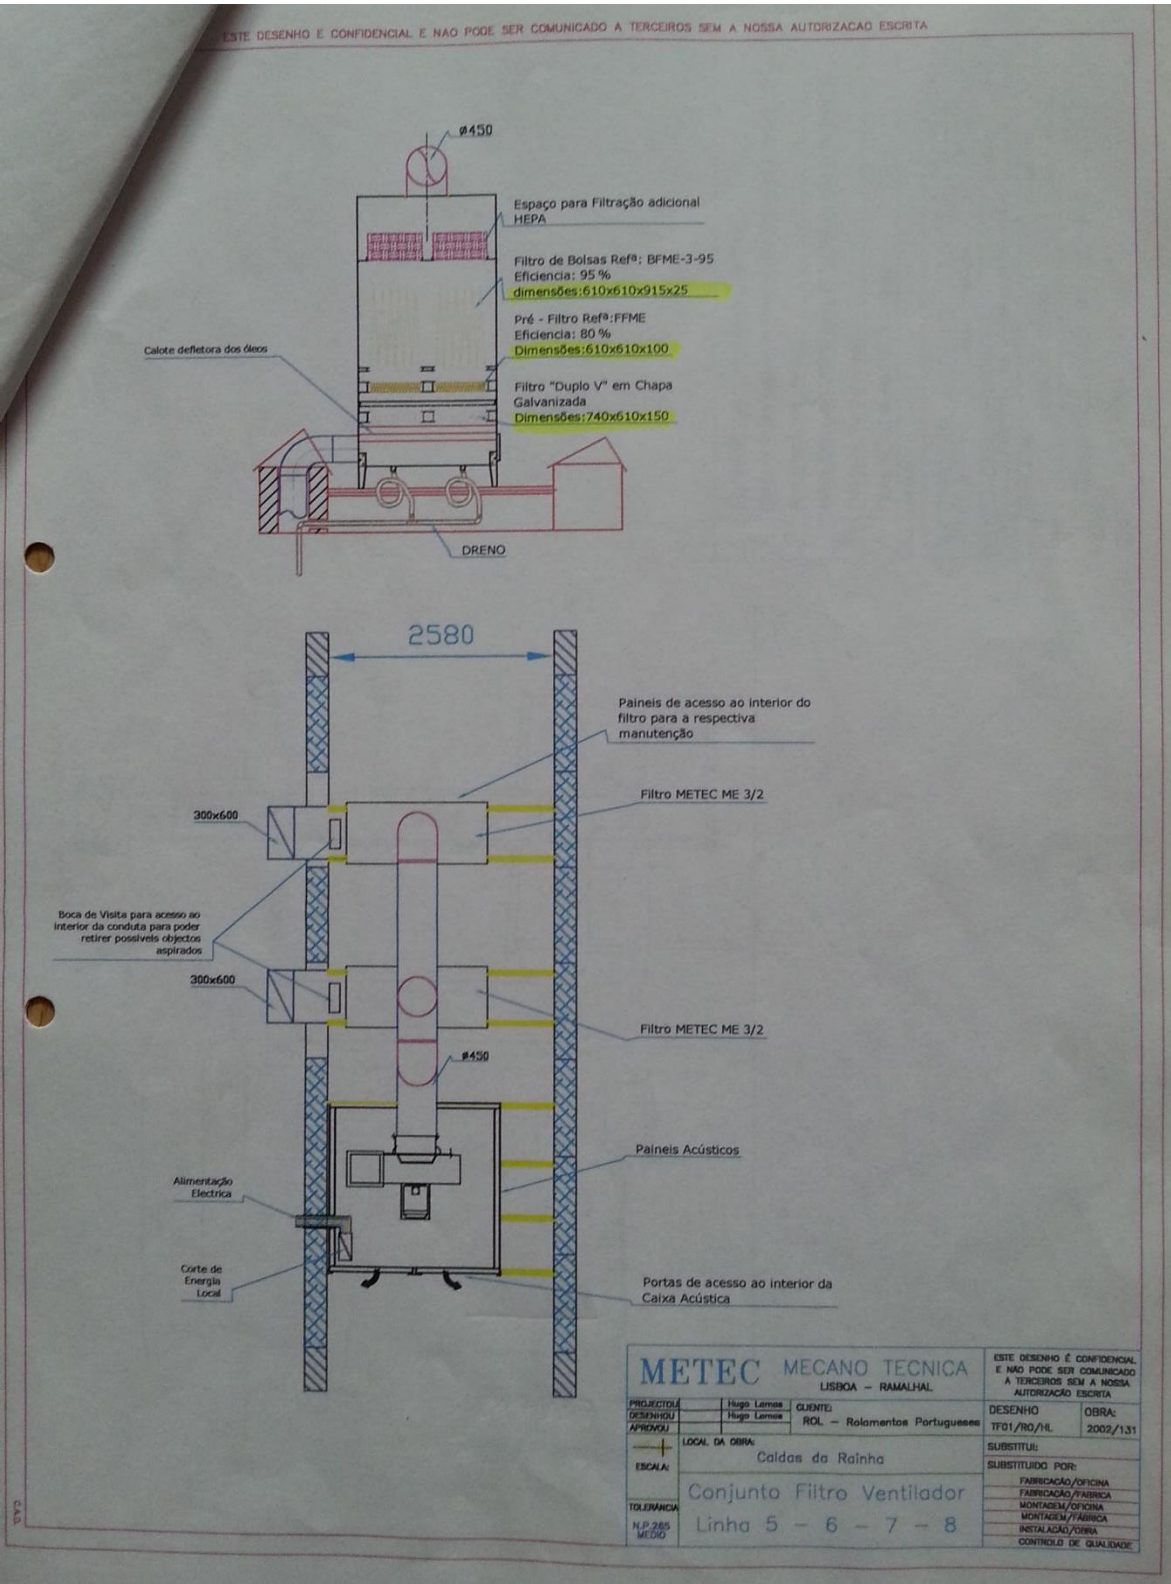 ESTE DESENHO E CONFIDENCIAL E NAO PODE SER COMUNICADO A TERCEIROS SEM A NOSSA AUTORIZACAO ESCRITA
ø450
Espaço para Filtração adicional
HEPA
Filtro de Bolsas Refª: BFME-3-95
Eficiencia: 95 %
dimensões:610x610x915x25
Pré - Filtro Refª:FFME
Eficiencia: 80 %
Dimensões:610x610x100
Calote defletora dos óleos
Filtro "Duplo V" em Chapa
Galvanizada
Dimensões:740x610x150
DRENO
2580
Paineis de acesso ao interior do
filtro para a respectiva
manutenção
Filtro METEC ME 3/2
300x600
Boca de Visita para acesso ao
interior da conduta para poder
retirar possiveis objectos
aspirados
300x600
Filtro METEC ME 3/2
ø450
Paineis Acústicos
Alimentação
Electrica
Corte de
Energia
Local
Portas de acesso ao interior da
Caixa Acústica
METEC MECANO TECNICA
LISBOA - RAMALHAL
ESTE DESENHO É CONFIDENCIAL
E NAO PODE SER COMUNICADO
A TERCEIROS SEM A NOSSA
AUTORIZAÇÃO ESCRITA
PROJECTOU Hugo Lemos
DESENHOU Hugo Lemos
APROVOU
CLIENTE:
ROL - Rolamentos Portugueses
DESENHO
TF01/RO/HL
OBRA:
2002/131
LOCAL DA OBRA:
Caldas da Rainha
ESCALA:
SUBSTITUI:
SUBSTITUIDO POR:
Conjunto Filtro Ventilador
Linha 5 - 6 - 7 - 8
TOLERÂNCIA
N.P.265
MEDIO
FABRICAÇÃO/OFICINA
FABRICAÇÃO/FABRICA
MONTAGEM/OFICINA
MONTAGEM/FÁBRICA
INSTALAÇÃO/OBRA
CONTROLO DE QUALIDADE